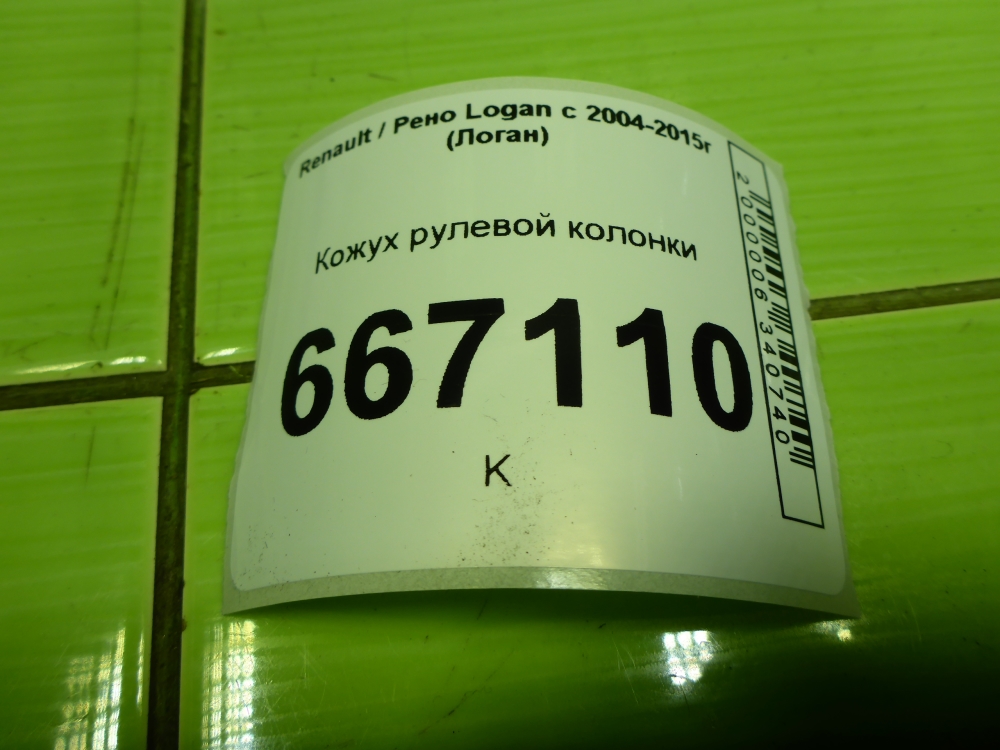 Renault / Рено Logan с 2004-2015г
(Логан)
Кожух рулевой колонки
667110
К
2000006340740